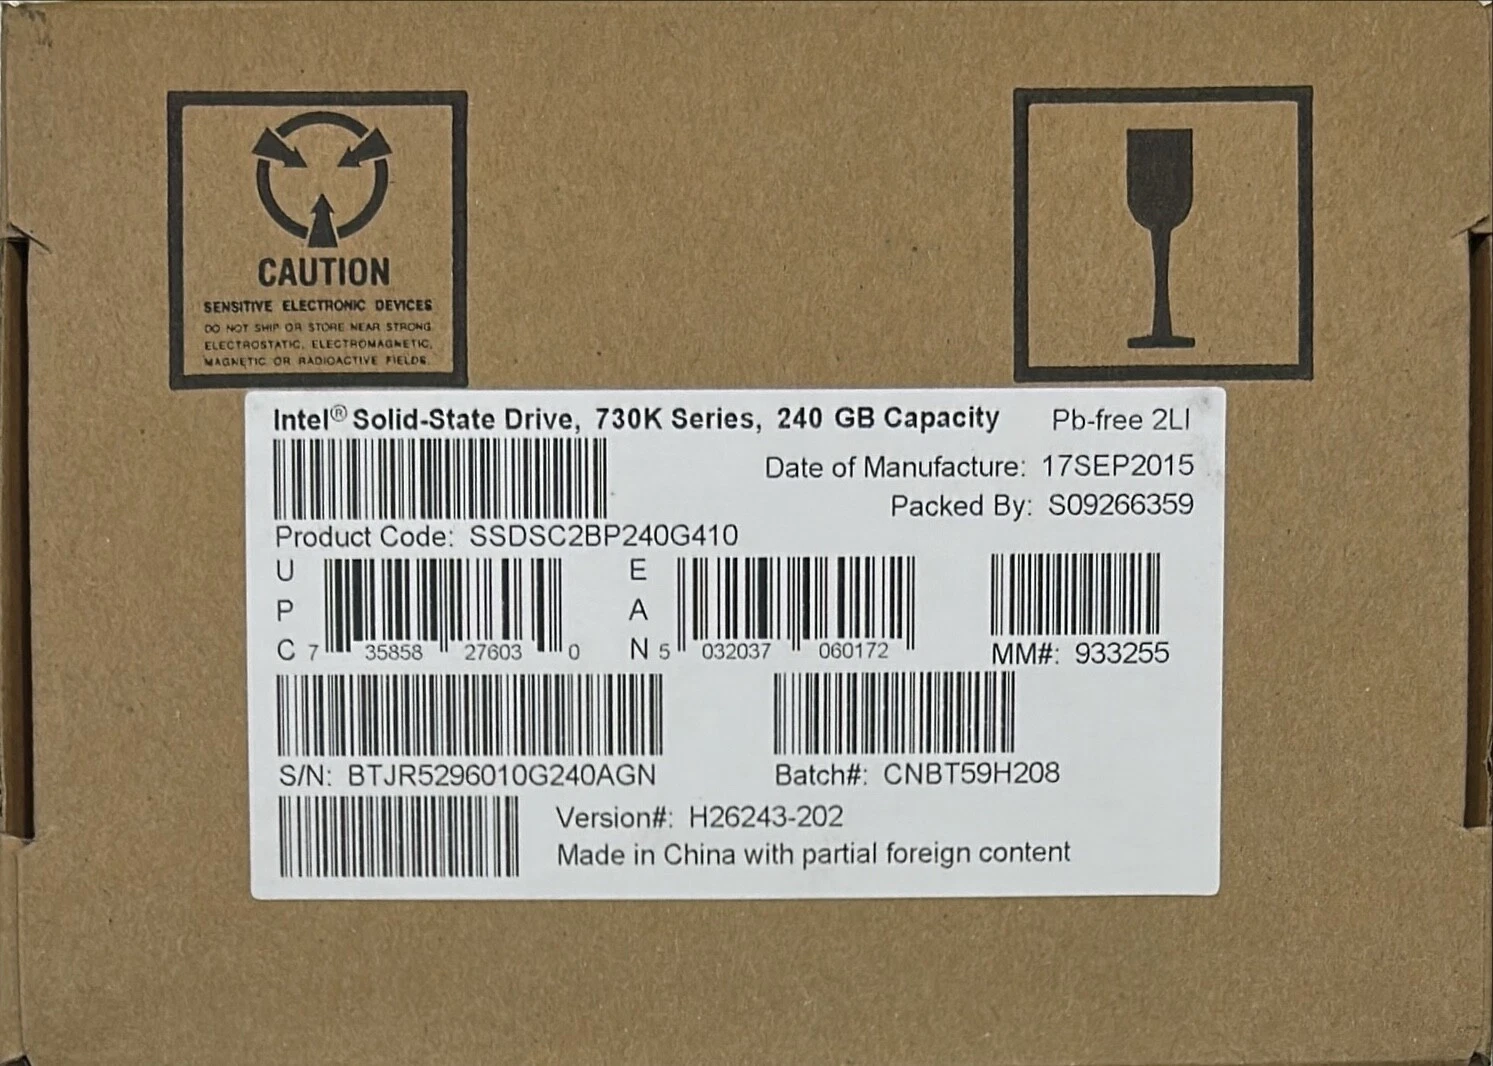 CAUTION
SENSITIVE ELECTRONIC DEVICES
DO NOT SHIP OR STORE NEAR STRONG
ELECTROSTATIC, ELECTROMAGNETIC,
MAGNETIC OR RADIOACTIVE FIELDS.
Intel® Solid-State Drive, 730K Series, 240 GB Capacity Pb-free 2LI
Date of Manufacture: 17SEP2015
Packed By: S09266359
Product Code: SSDSC2BP240G410
UPC 7 35858 27603 0
EAN 5 032037 060172
MM#: 933255
S/N: BTJR5296010G240AGN
Batch#: CNBT59H208
Version#: H26243-202
Made in China with partial foreign content